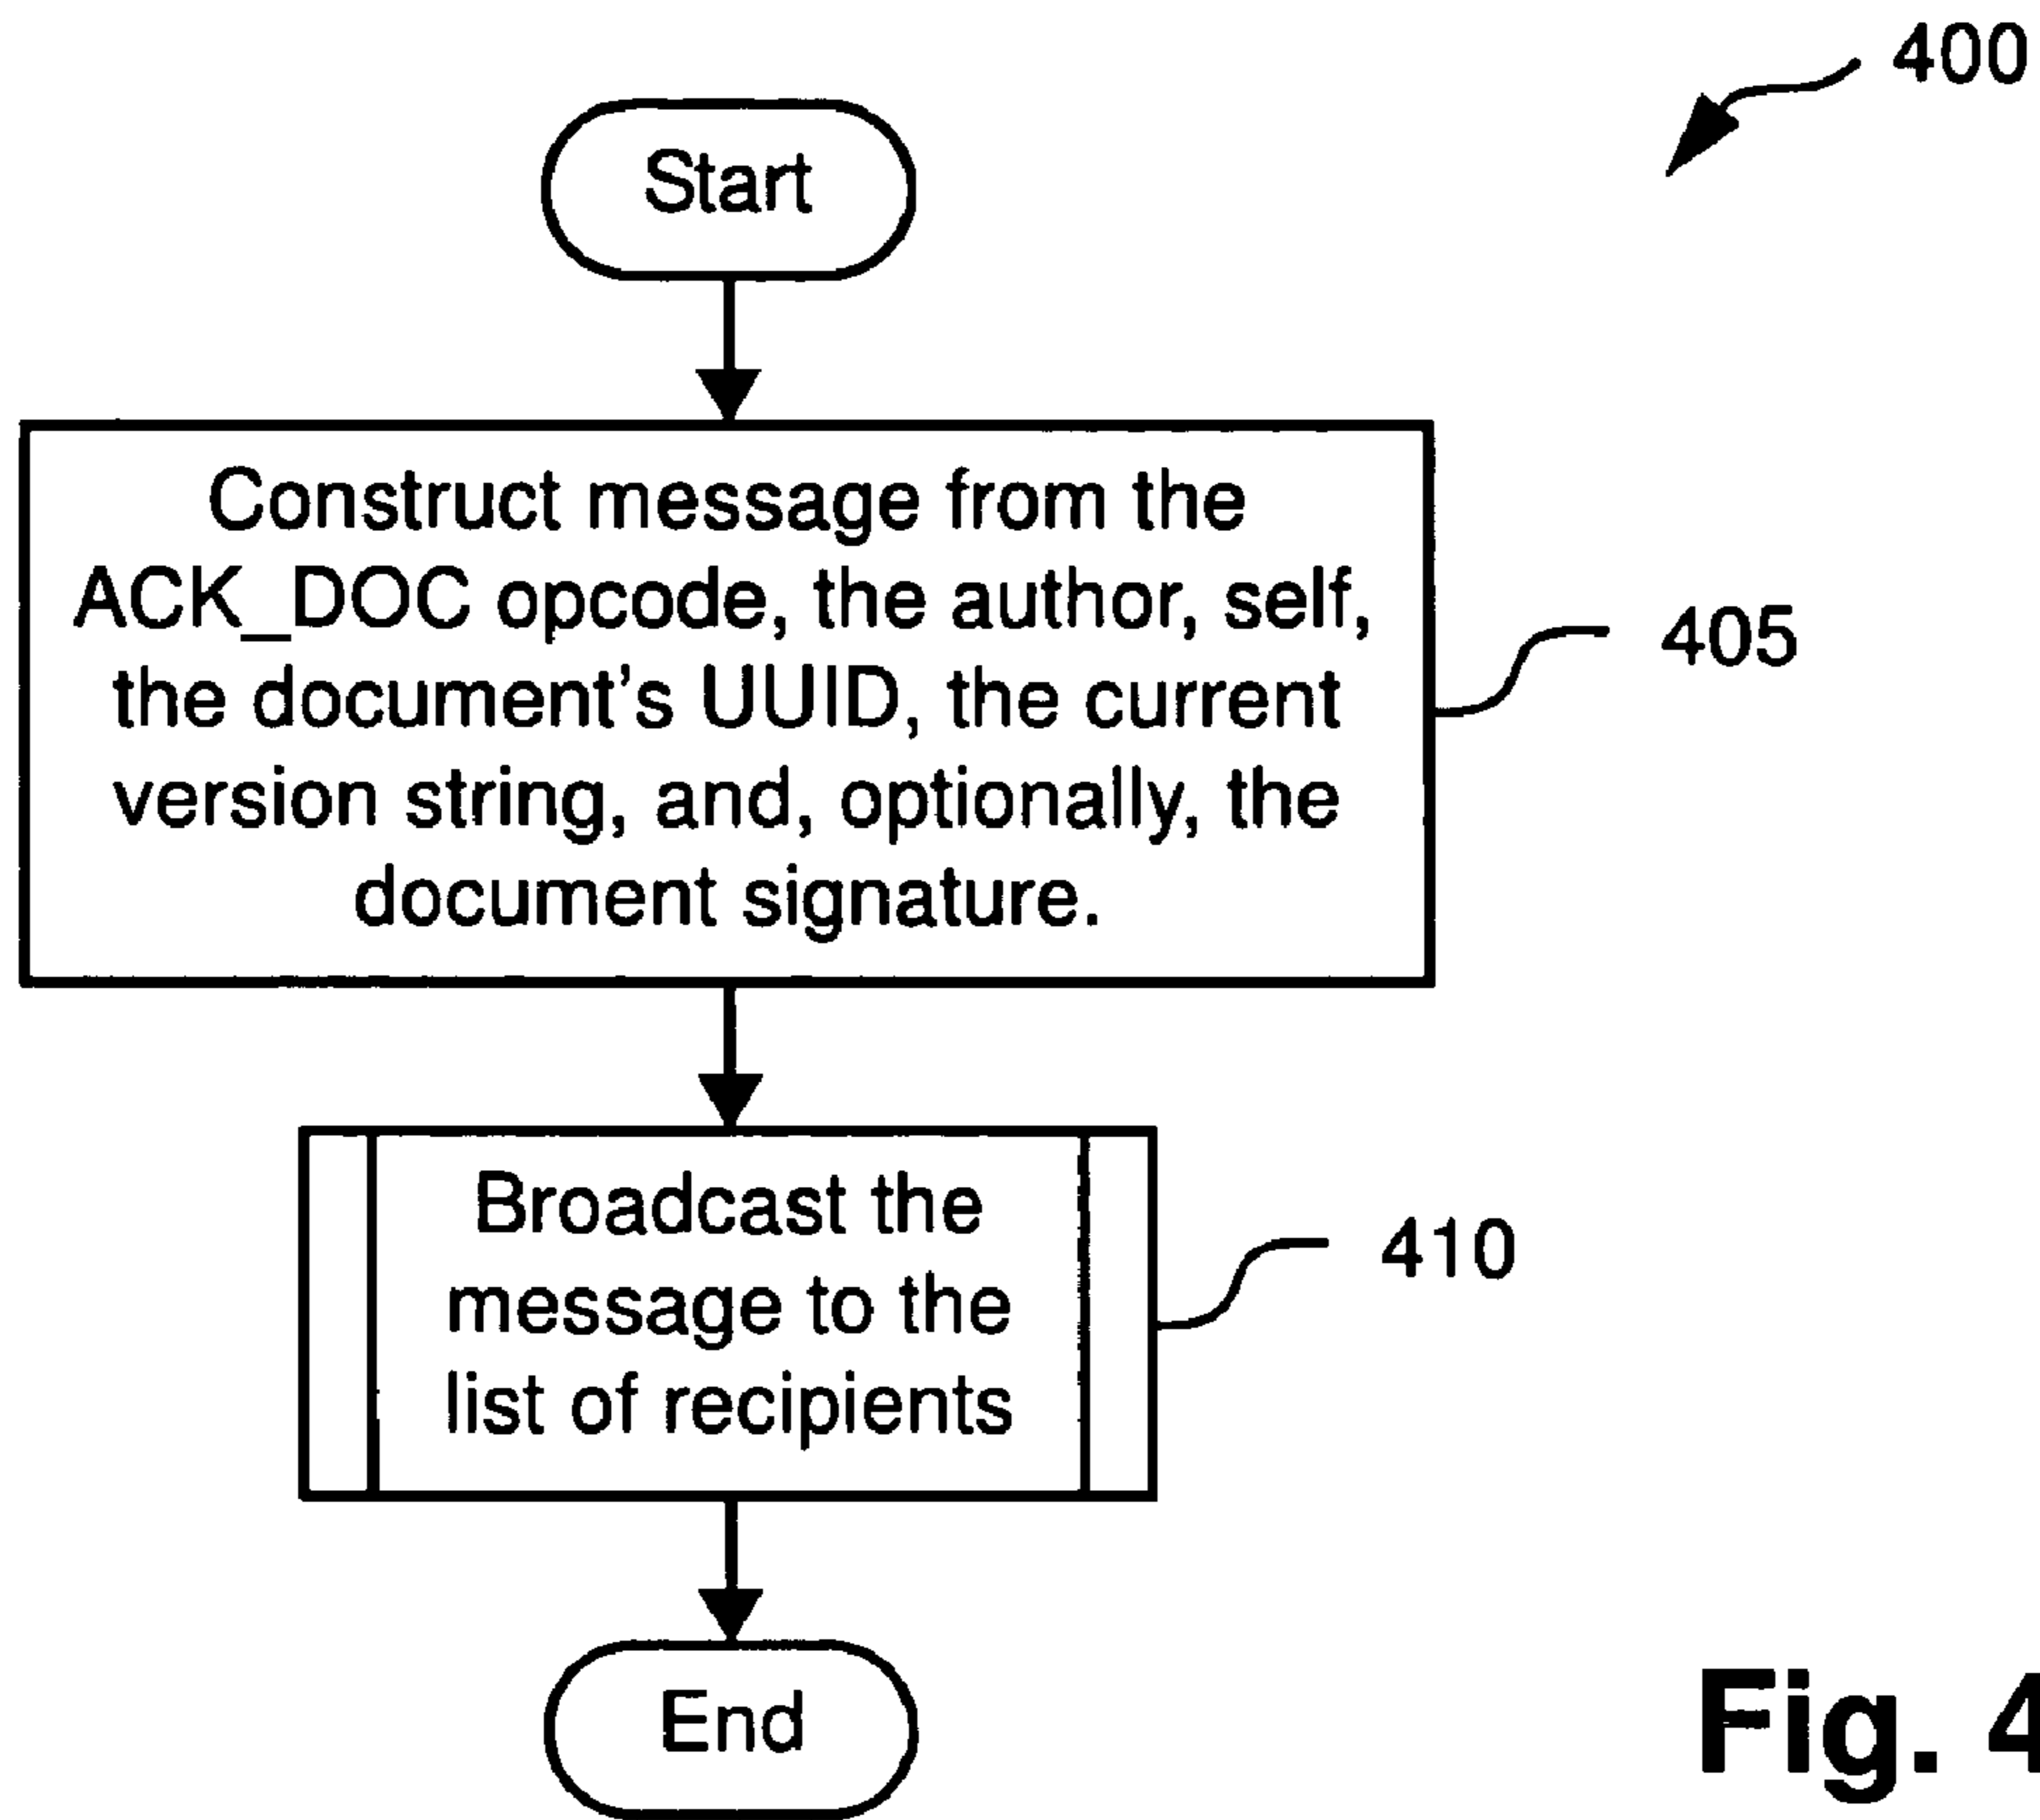 400
Start
Construct message from the
ACK_DOC opcode, the author, self,
the document's UUID, the current
version string, and, optionally, the
document signature.
405
Broadcast the
message to the
list of recipients
410
End
Fig. 4